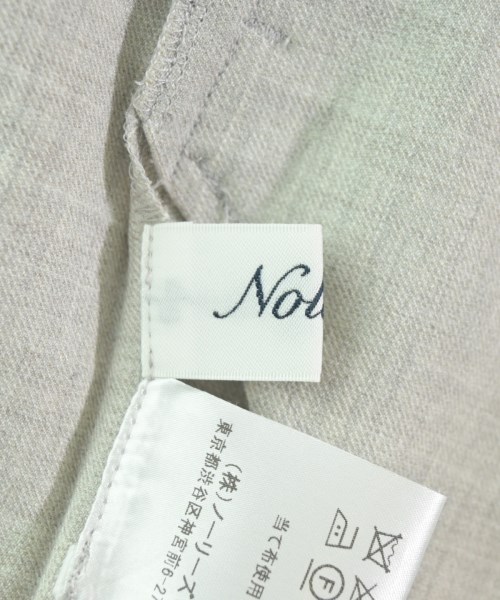 Nol
当て布使用
(株)ノーリーズ
東京都渋谷区神宮前6-2